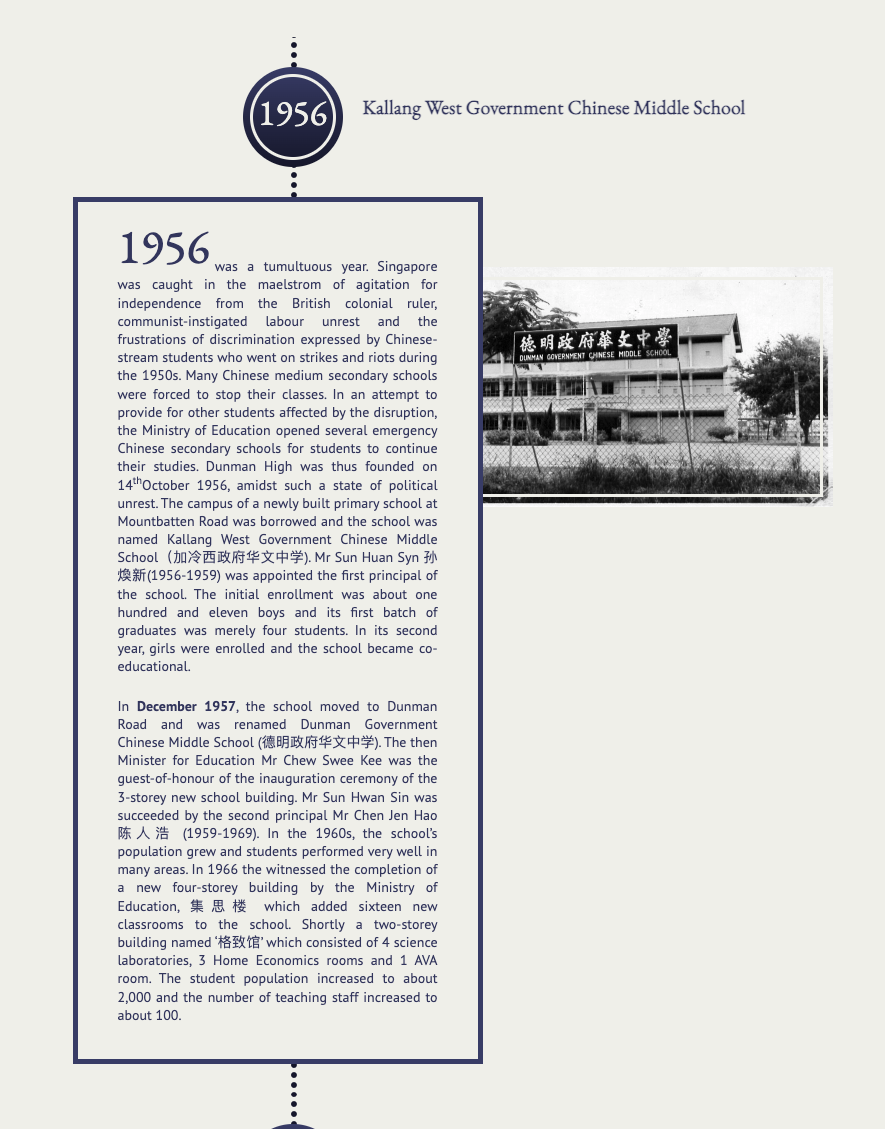 1956
Kallang West Government Chinese Middle School
1956 was a tumultuous year. Singapore
was caught in the maelstrom of agitation for
independence from the British colonial ruler,
communist-instigated labour unrest and the
frustrations of discrimination expressed by Chinese-
stream students who went on strikes and riots during
the 1950s. Many Chinese medium secondary schools
were forced to stop their classes. In an attempt to
provide for other students affected by the disruption,
the Ministry of Education opened several emergency
Chinese secondary schools for students to continue
their studies. Dunman High was thus founded on
14thOctober 1956, amidst such a state of political
unrest. The campus of a newly built primary school at
Mountbatten Road was borrowed and the school was
named Kallang West Government Chinese Middle
School（加冷西政府华文中学). Mr Sun Huan Syn 孙
焕新(1956-1959) was appointed the first principal of
the school. The initial enrollment was about one
hundred and eleven boys and its first batch of
graduates was merely four students. In its second
year, girls were enrolled and the school became co-
educational.
In December 1957, the school moved to Dunman
Road and was renamed Dunman Government
Chinese Middle School (德明政府华文中学). The then
Minister for Education Mr Chew Swee Kee was the
guest-of-honour of the inauguration ceremony of the
3-storey new school building. Mr Sun Hwan Sin was
succeeded by the second principal Mr Chen Jen Hao
陈人浩 (1959-1969). In the 1960s, the school’s
population grew and students performed very well in
many areas. In 1966 the witnessed the completion of
a new four-storey building by the Ministry of
Education, 集思楼 which added sixteen new
classrooms to the school. Shortly a two-storey
building named ‘格致馆’ which consisted of 4 science
laboratories, 3 Home Economics rooms and 1 AVA
room. The student population increased to about
2,000 and the number of teaching staff increased to
about 100.
德明政府華文中學
DUNMAN GOVERNMENT CHINESE MIDDLE SCHOOL